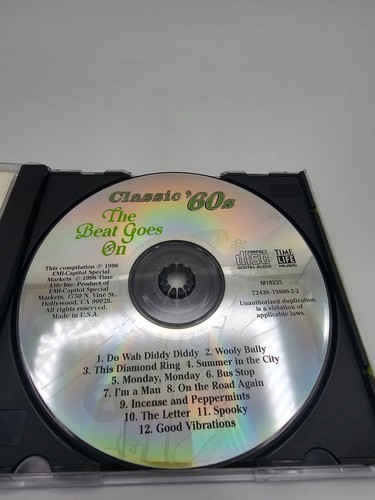 Classic '60s
The
Beat Goes
On
This compilation ℗ 1998
EMI-Capitol Special
Markets © 1998 Time
Life Inc. Product of
EMI-Capitol Special
Markets. 1750 N. Vine St.,
Hollywood, CA 90028.
All rights reserved.
Made in U.S.A.
COMPACT
disc
DIGITAL AUDIO
TIME
LIFE
MUSIC
M18225
72438-19886-2-2
Unauthorized duplication
is a violation of
applicable laws.
1. Do Wah Diddy Diddy 2. Wooly Bully
3. This Diamond Ring 4. Summer in the City
5. Monday, Monday 6. Bus Stop
7. I'm a Man 8. On the Road Again
9. Incense and Peppermints
10. The Letter 11. Spooky
12. Good Vibrations